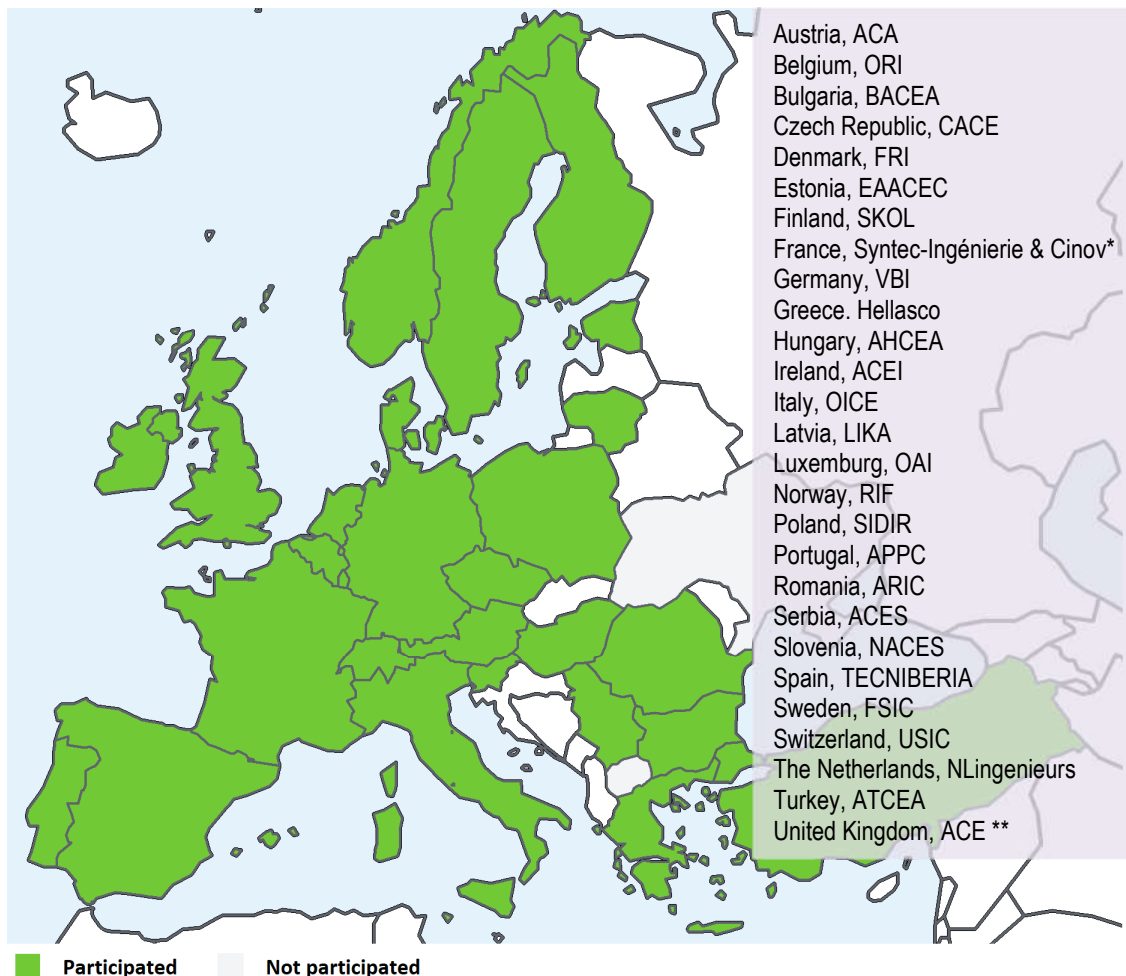 Austria, ACA
Belgium, ORI
Bulgaria, BACEA
Czech Republic, CACE
Denmark, FRI
Estonia, EAACEC
Finland, SKOL
France, Syntec-Ingénierie & Cinov*
Germany, VBI
Greece. Hellasco
Hungary, AHCEA
Ireland, ACEI
Italy, OICE
Latvia, LIKA
Luxemburg, OAI
Norway, RIF
Poland, SIDIR
Portugal, APPC
Romania, ARIC
Serbia, ACES
Slovenia, NACES
Spain, TECNIBERIA
Sweden, FSIC
Switzerland, USIC
The Netherlands, NLingenieurs
Turkey, ATCEA
United Kingdom, ACE **
Participated Not participated